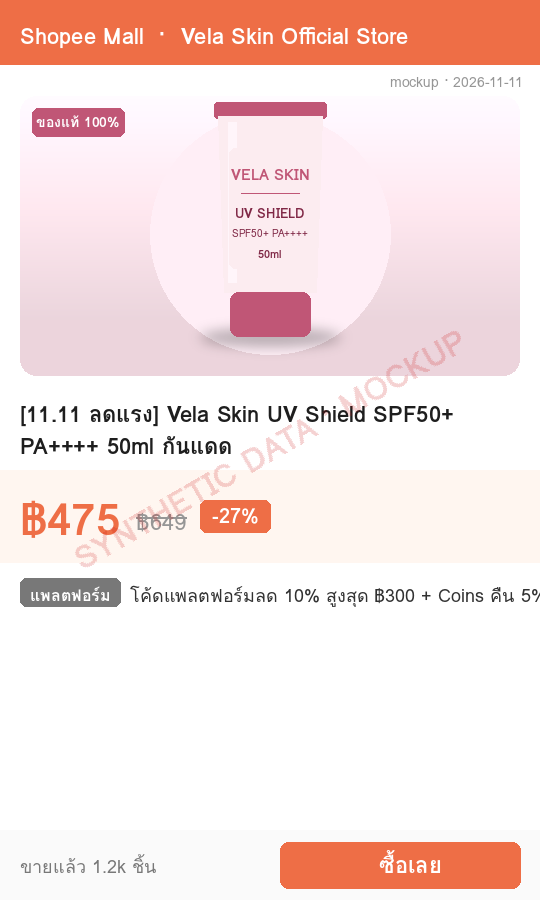 Shopee Mall · Vela Skin Official Store
mockup · 2026-11-11
ของแท้ 100%
VELA SKIN
UV SHIELD
SPF50+ PA++++
50ml
[11.11 ลดแรง] Vela Skin UV Shield SPF50+
PA++++ 50ml กันแดด
฿475 ฿649 -27%
แพลตฟอร์ม โค้ดแพลตฟอร์มลด 10% สูงสุด ฿300 + Coins คืน 5%
SYNTHETIC DATA · MOCKUP
ขายแล้ว 1.2k ชิ้น
ซื้อเลย